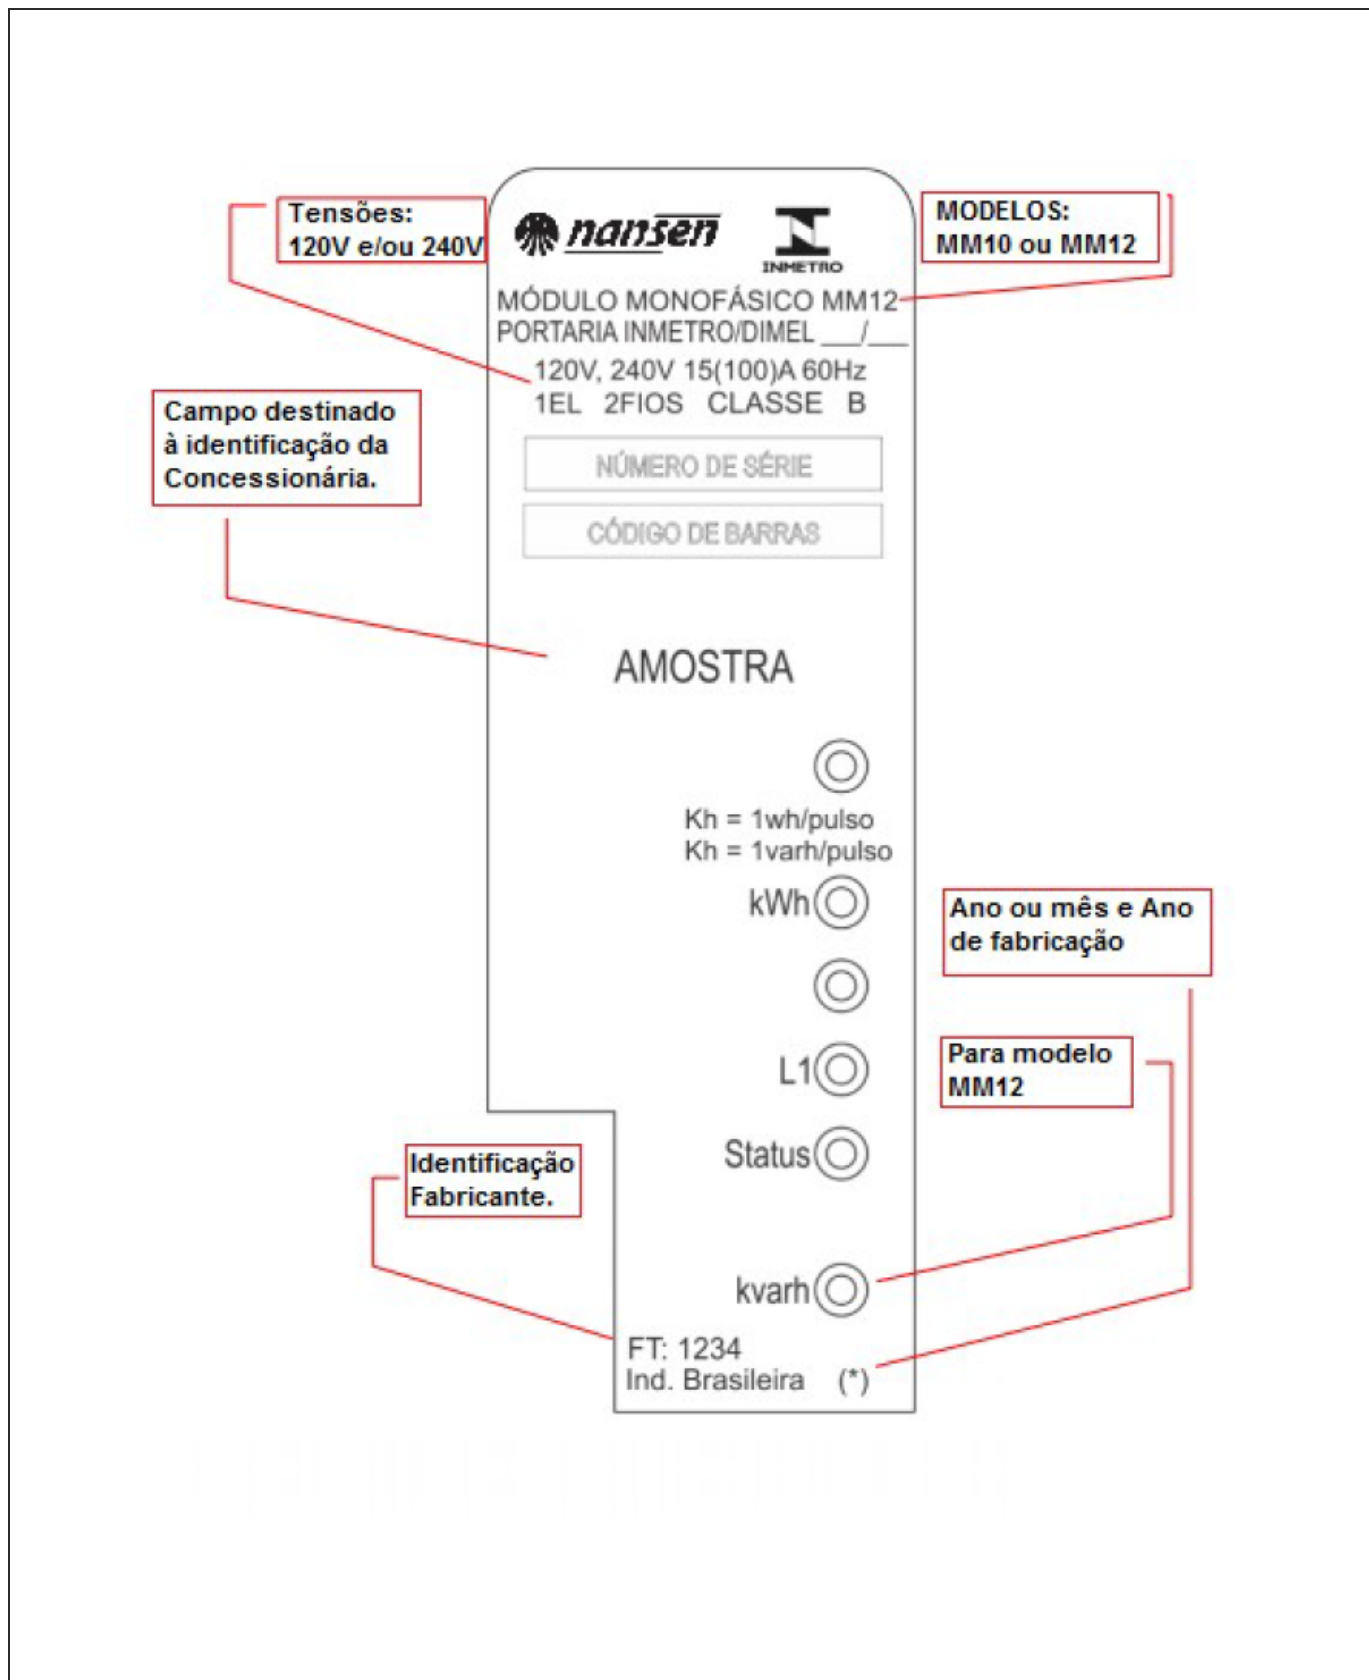 Tensões:
120V e/ou 240V
nansen
INMETRO
MODELOS:
MM10 ou MM12
MÓDULO MONOFÁSICO MM12
PORTARIA INMETRO/DIMEL ___/___
120V, 240V 15(100)A 60Hz
1EL 2FIOS CLASSE B
Campo destinado
à identificação da
Concessionária.
NÚMERO DE SÉRIE
CÓDIGO DE BARRAS
AMOSTRA
Kh = 1wh/pulso
Kh = 1varh/pulso
kWh
Ano ou mês e Ano
de fabricação
L1
Para modelo
MM12
Status
Identificação
Fabricante.
kvarh
FT: 1234
Ind. Brasileira (*)